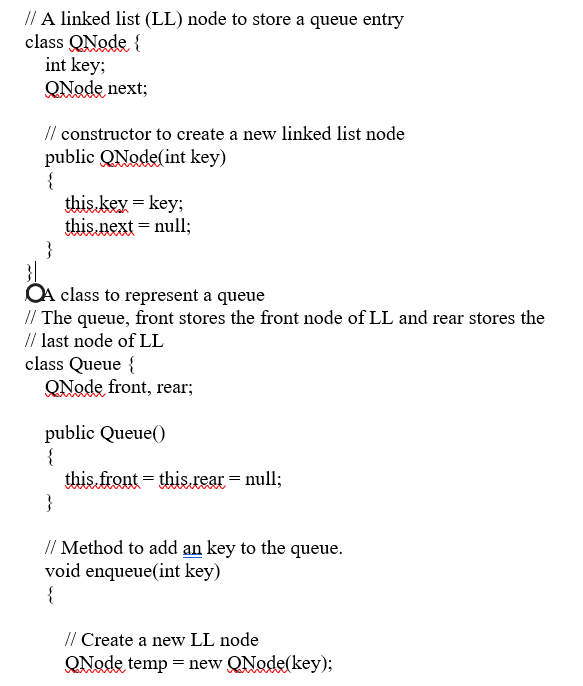 // A linked list (LL) node to store a queue entry
class QNode {
int key;
QNode next;
// constructor to create a new linked list node
public QNode(int key)
{
this.key = key;
this.next = null;
}
}
A class to represent a queue
// The queue, front stores the front node of LL and rear stores the
// last node of LL
class Queue {
QNode front, rear;
public Queue()
{
this.front = this.rear = null;
}
// Method to add an key to the queue.
void enqueue(int key)
{
// Create a new LL node
QNode temp = new QNode(key);